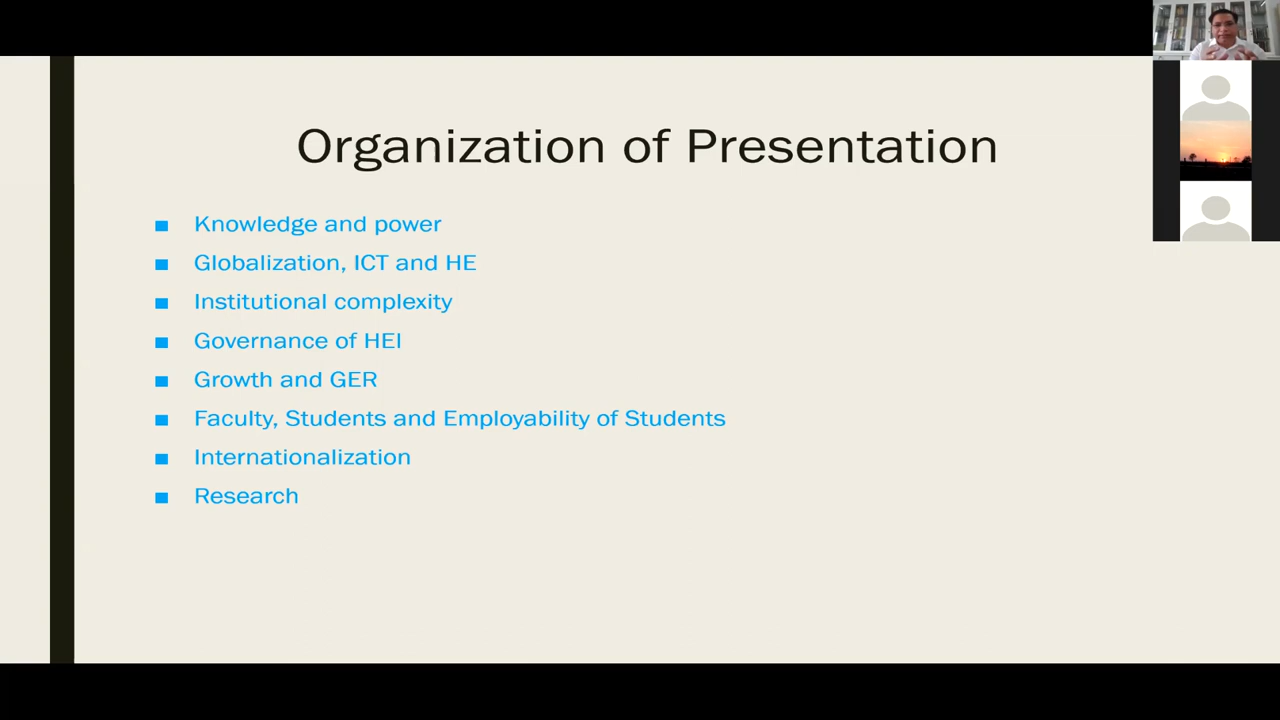 Organization of Presentation
Knowledge and power
Globalization, ICT and HE
Institutional complexity
Governance of HEI
Growth and GER
Faculty, Students and Employability of Students
Internationalization
Research